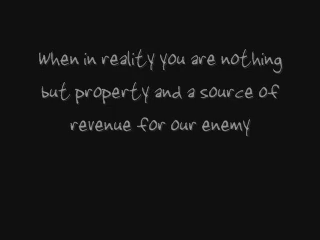 When in reality you are nothing
but property and a source of
revenue for our enemy